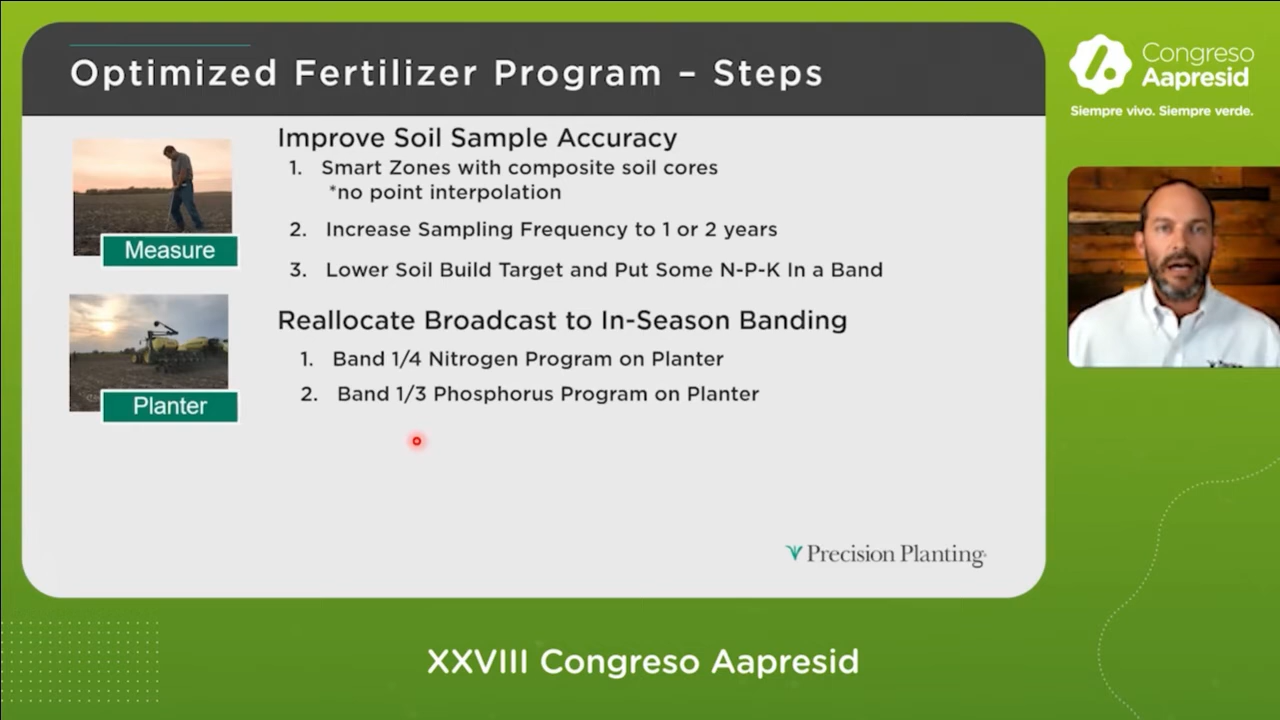 Optimized Fertilizer Program – Steps
Improve Soil Sample Accuracy
1. Smart Zones with composite soil cores
*no point interpolation
2. Increase Sampling Frequency to 1 or 2 years
3. Lower Soil Build Target and Put Some N-P-K In a Band
Measure
Reallocate Broadcast to In-Season Banding
1. Band 1/4 Nitrogen Program on Planter
2. Band 1/3 Phosphorus Program on Planter
Planter
Precision Planting
Congreso
Aapresid
Siempre vivo. Siempre verde.
XXVIII Congreso Aapresid